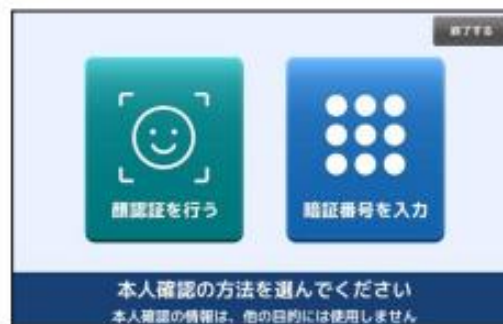 終了する
顔認証を行う
暗証番号を入力
本人確認の方法を選んでください
本人確認の情報は、他の目的には使用しません